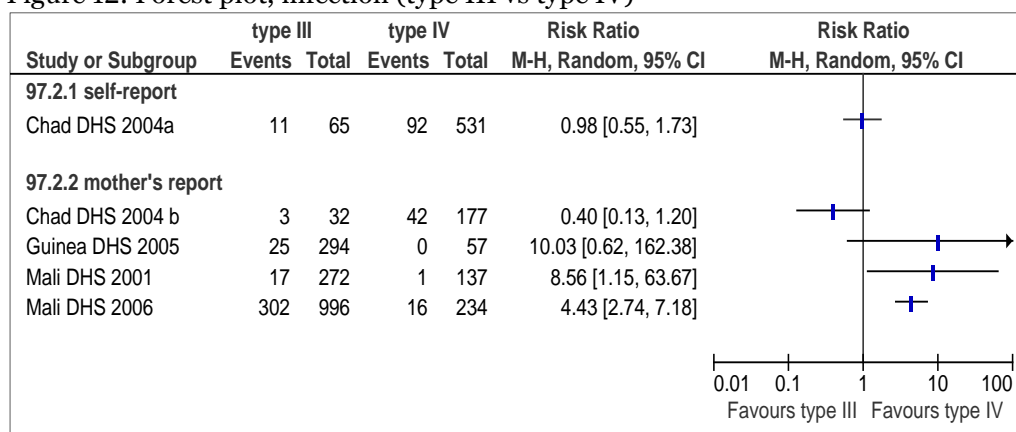 Figure 12: Forest plot, infection (type III vs type IV)
type III type IV Risk Ratio Risk Ratio
Study or Subgroup Events Total Events Total M-H, Random, 95% CI M-H, Random, 95% CI
97.2.1 self-report
Chad DHS 2004a 11 65 92 531 0.98 [0.55, 1.73]
97.2.2 mother's report
Chad DHS 2004 b 3 32 42 177 0.40 [0.13, 1.20]
Guinea DHS 2005 25 294 0 57 10.03 [0.62, 162.38]
Mali DHS 2001 17 272 1 137 8.56 [1.15, 63.67]
Mali DHS 2006 302 996 16 234 4.43 [2.74, 7.18]
0.01 0.1 1 10 100
Favours type III Favours type IV